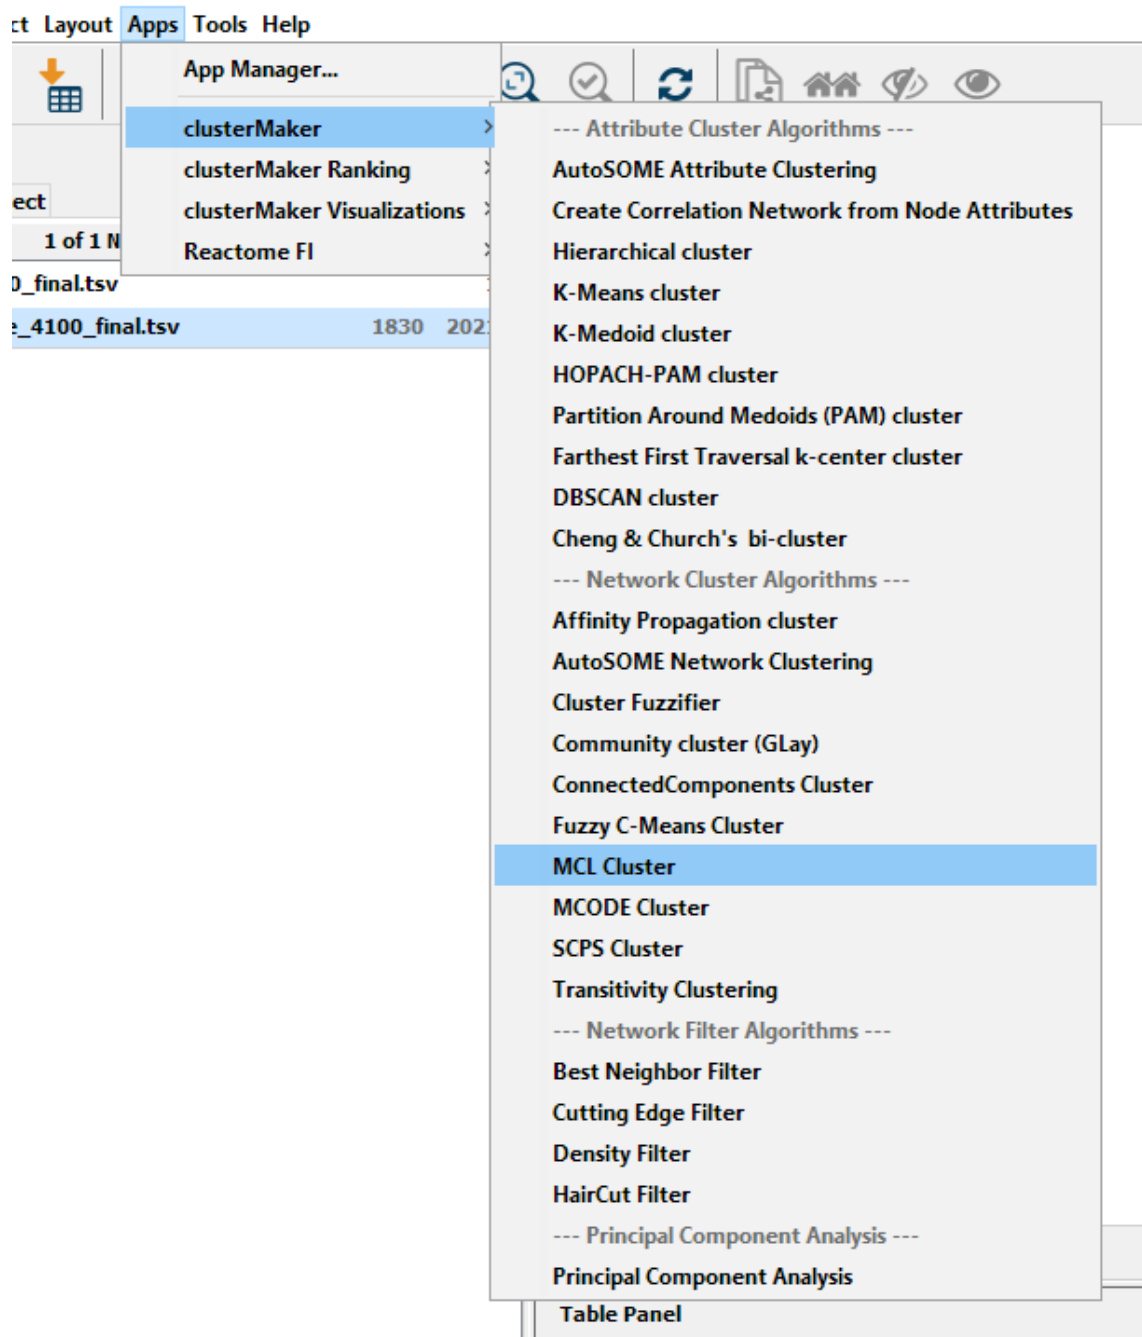 ct Layout Apps Tools Help
App Manager...
clusterMaker
clusterMaker Ranking
clusterMaker Visualizations
Reactome FI
ect
1 of 1 N
0_final.tsv
e_4100_final.tsv 1830 202
--- Attribute Cluster Algorithms ---
AutoSOME Attribute Clustering
Create Correlation Network from Node Attributes
Hierarchical cluster
K-Means cluster
K-Medoid cluster
HOPACH-PAM cluster
Partition Around Medoids (PAM) cluster
Farthest First Traversal k-center cluster
DBSCAN cluster
Cheng & Church's  bi-cluster
--- Network Cluster Algorithms ---
Affinity Propagation cluster
AutoSOME Network Clustering
Cluster Fuzzifier
Community cluster (GLay)
ConnectedComponents Cluster
Fuzzy C-Means Cluster
MCL Cluster
MCODE Cluster
SCPS Cluster
Transitivity Clustering
--- Network Filter Algorithms ---
Best Neighbor Filter
Cutting Edge Filter
Density Filter
HairCut Filter
--- Principal Component Analysis ---
Principal Component Analysis
Table Panel